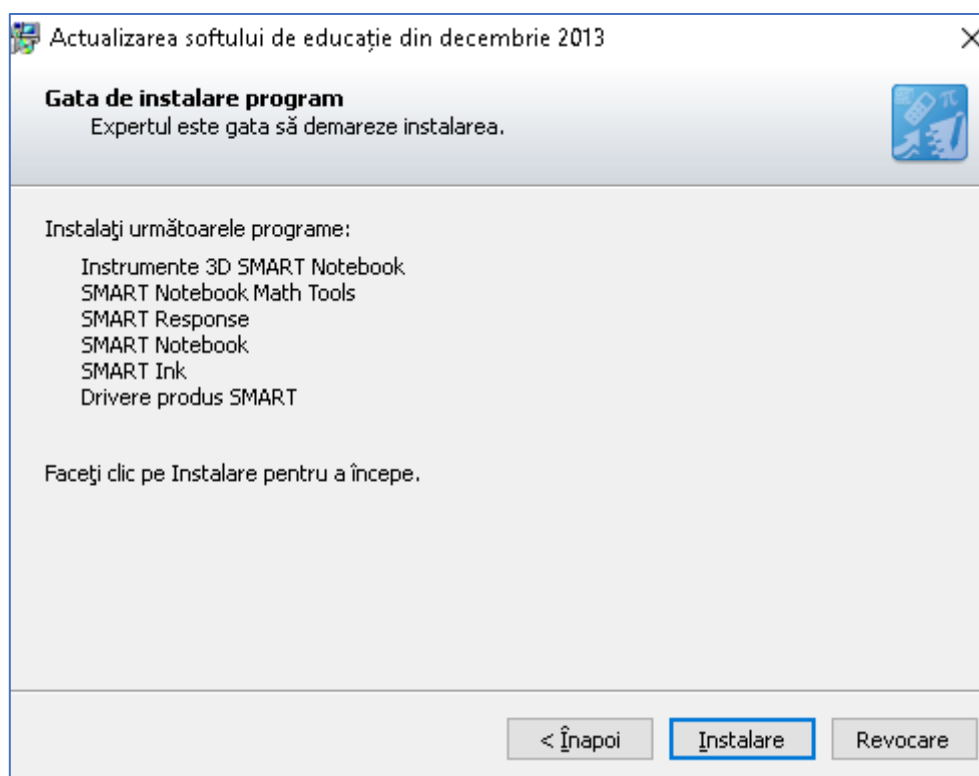 Actualizarea softului de educație din decembrie 2013
Gata de instalare program
Expertul este gata să demareze instalarea.
Instalaţi următoarele programe:
Instrumente 3D SMART Notebook
SMART Notebook Math Tools
SMART Response
SMART Notebook
SMART Ink
Drivere produs SMART
Faceţi clic pe Instalare pentru a începe.
< Înapoi
Instalare
Revocare